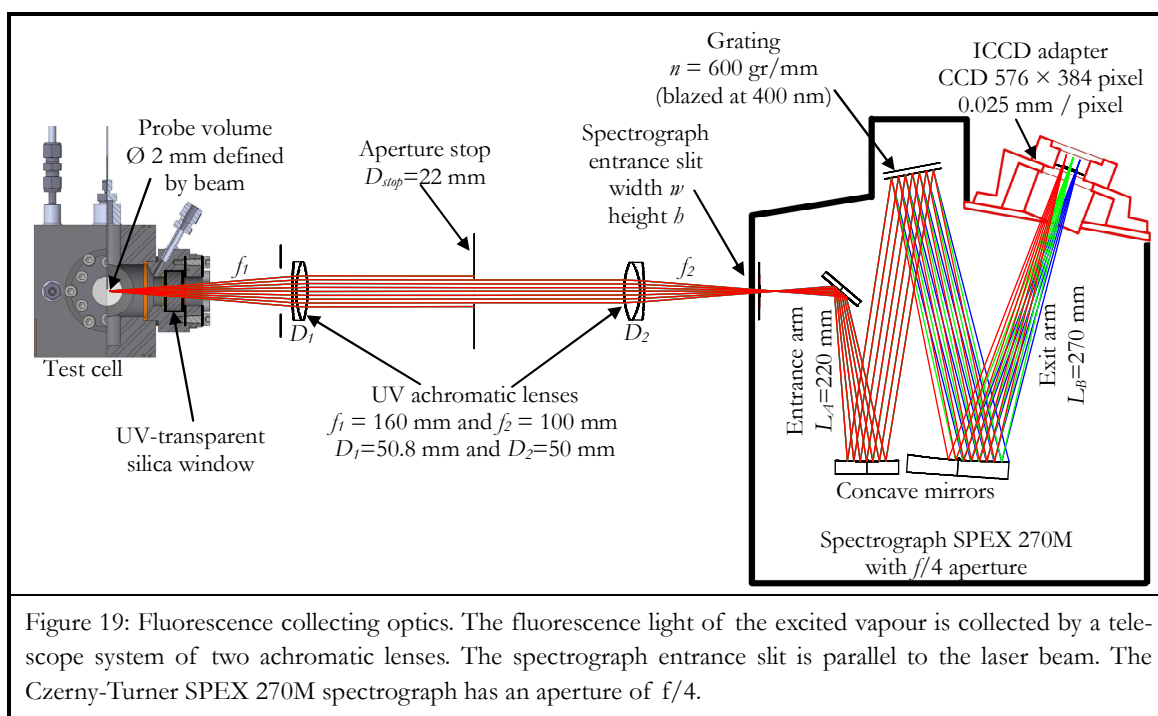 Grating
n = 600 gr/mm
(blazed at 400 nm)
ICCD adapter
CCD 576 × 384 pixel
0.025 mm / pixel
Probe volume
Ø 2 mm defined
by beam
Aperture stop
Dstop=22 mm
Spectrograph
entrance slit
width w
height h
f1
f2
D1
D2
Test cell
UV-transparent
silica window
UV achromatic lenses
f1 = 160 mm and f2 = 100 mm
D1=50.8 mm and D2=50 mm
Entrance arm
LA=220 mm
Exit arm
LB=270 mm
Concave mirrors
Spectrograph SPEX 270M
with f/4 aperture
Figure 19: Fluorescence collecting optics. The fluorescence light of the excited vapour is collected by a tele-
scope system of two achromatic lenses. The spectrograph entrance slit is parallel to the laser beam. The
Czerny-Turner SPEX 270M spectrograph has an aperture of f/4.